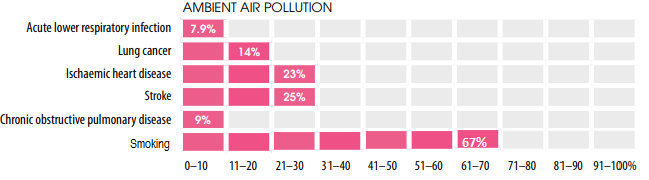 AMBIENT AIR POLLUTION
Acute lower respiratory infection 7.9%
Lung cancer 14%
Ischaemic heart disease 23%
Stroke 25%
Chronic obstructive pulmonary disease 9%
Smoking 67%
0–10 11–20 21–30 31–40 41–50 51–60 61–70 71–80 81–90 91–100%